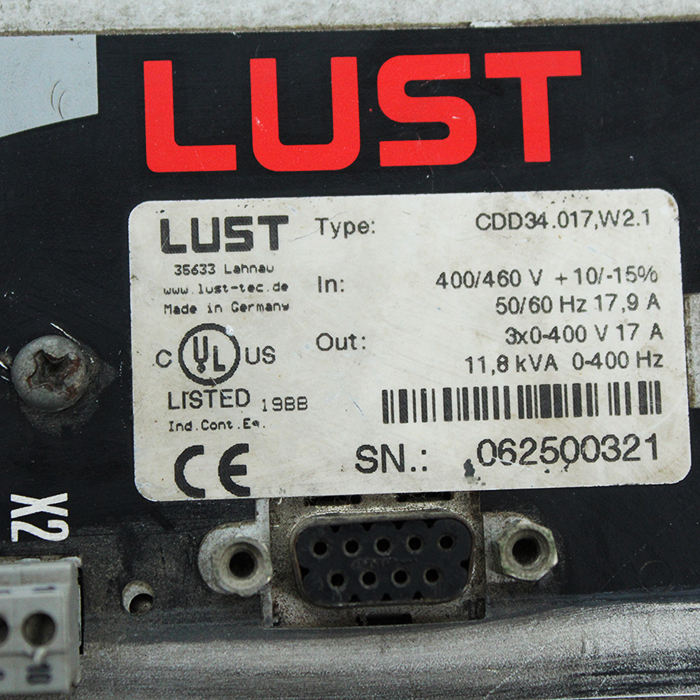 LUST
LUST
35633 Lahnau
www.lust-tec.de
Made in Germany
Type: CDD34.017,W2.1
In: 400/460 V +10/-15%
50/60 Hz 17,9 A
Out: 3x0-400 V 17 A
11,8 kVA 0-400 Hz
C UL US
LISTED 1988
Ind.Cont.Eq.
CE
SN.: 062500321
X2